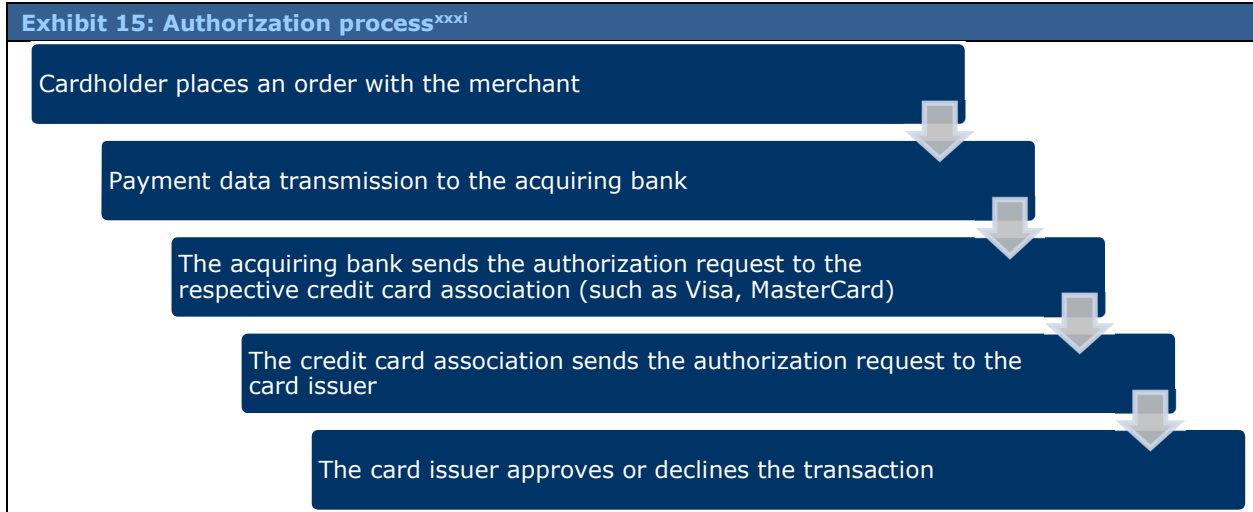 Exhibit 15: Authorization processxxxi
Cardholder places an order with the merchant
Payment data transmission to the acquiring bank
The acquiring bank sends the authorization request to the
respective credit card association (such as Visa, MasterCard)
The credit card association sends the authorization request to the
card issuer
The card issuer approves or declines the transaction